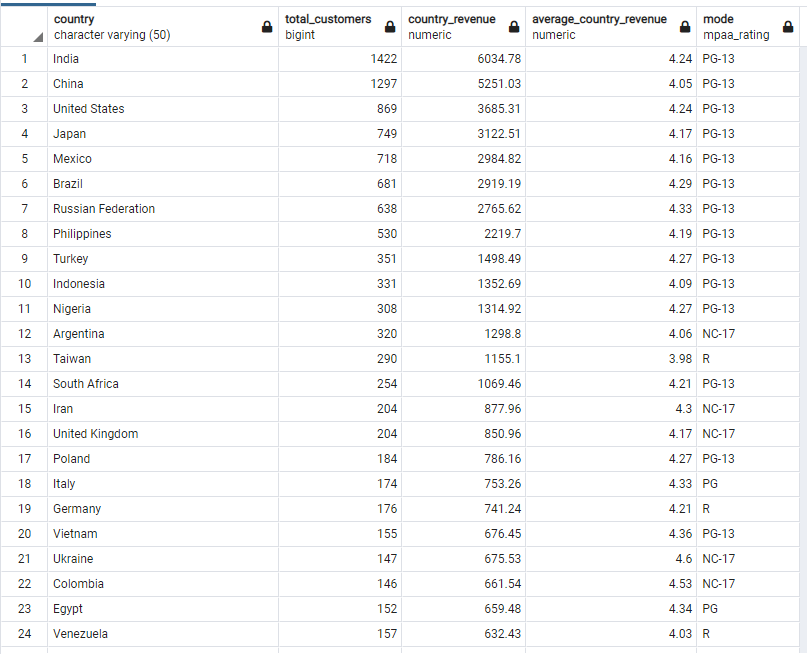 country total_customers country_revenue average_country_revenue mode
character varying (50) bigint numeric numeric mpaa_rating
1 India 1422 6034.78 4.24 PG-13
2 China 1297 5251.03 4.05 PG-13
3 United States 869 3685.31 4.24 PG-13
4 Japan 749 3122.51 4.17 PG-13
5 Mexico 718 2984.82 4.16 PG-13
6 Brazil 681 2919.19 4.29 PG-13
7 Russian Federation 638 2765.62 4.33 PG-13
8 Philippines 530 2219.7 4.19 PG-13
9 Turkey 351 1498.49 4.27 PG-13
10 Indonesia 331 1352.69 4.09 PG-13
11 Nigeria 308 1314.92 4.27 PG-13
12 Argentina 320 1298.8 4.06 NC-17
13 Taiwan 290 1155.1 3.98 R
14 South Africa 254 1069.46 4.21 PG-13
15 Iran 204 877.96 4.3 NC-17
16 United Kingdom 204 850.96 4.17 NC-17
17 Poland 184 786.16 4.27 PG-13
18 Italy 174 753.26 4.33 PG
19 Germany 176 741.24 4.21 R
20 Vietnam 155 676.45 4.36 PG-13
21 Ukraine 147 675.53 4.6 NC-17
22 Colombia 146 661.54 4.53 NC-17
23 Egypt 152 659.48 4.34 PG
24 Venezuela 157 632.43 4.03 R